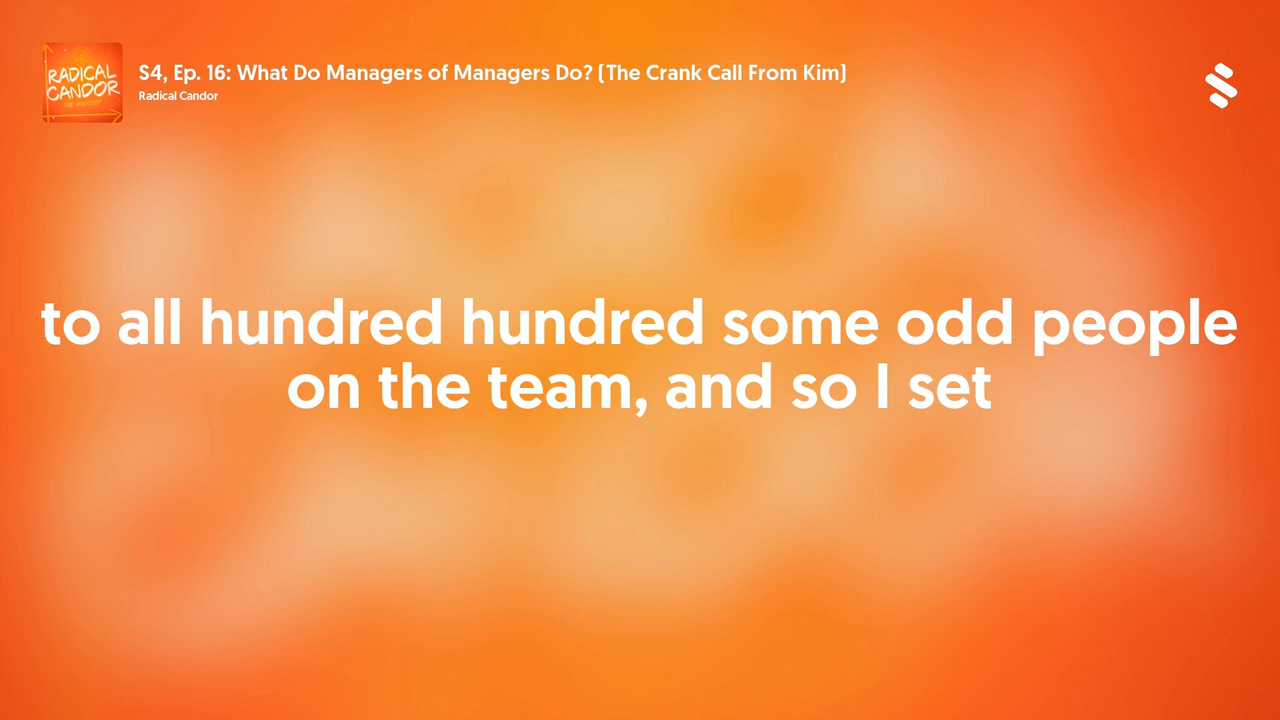 RADICAL
CANDOR
S4, Ep. 16: What Do Managers of Managers Do? (The Crank Call From Kim)
Radical Candor
to all hundred hundred some odd people
on the team, and so I set